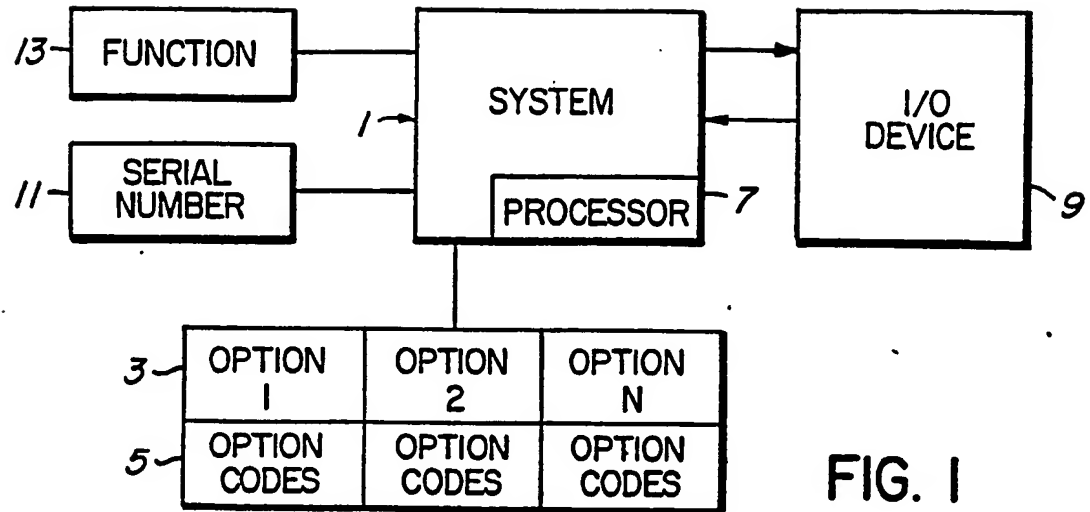 13 FUNCTION
11 SERIAL
NUMBER
1 SYSTEM
PROCESSOR 7
I/O
DEVICE
9
3 OPTION
1
OPTION
2
OPTION
N
5 OPTION
CODES
OPTION
CODES
OPTION
CODES
FIG. 1